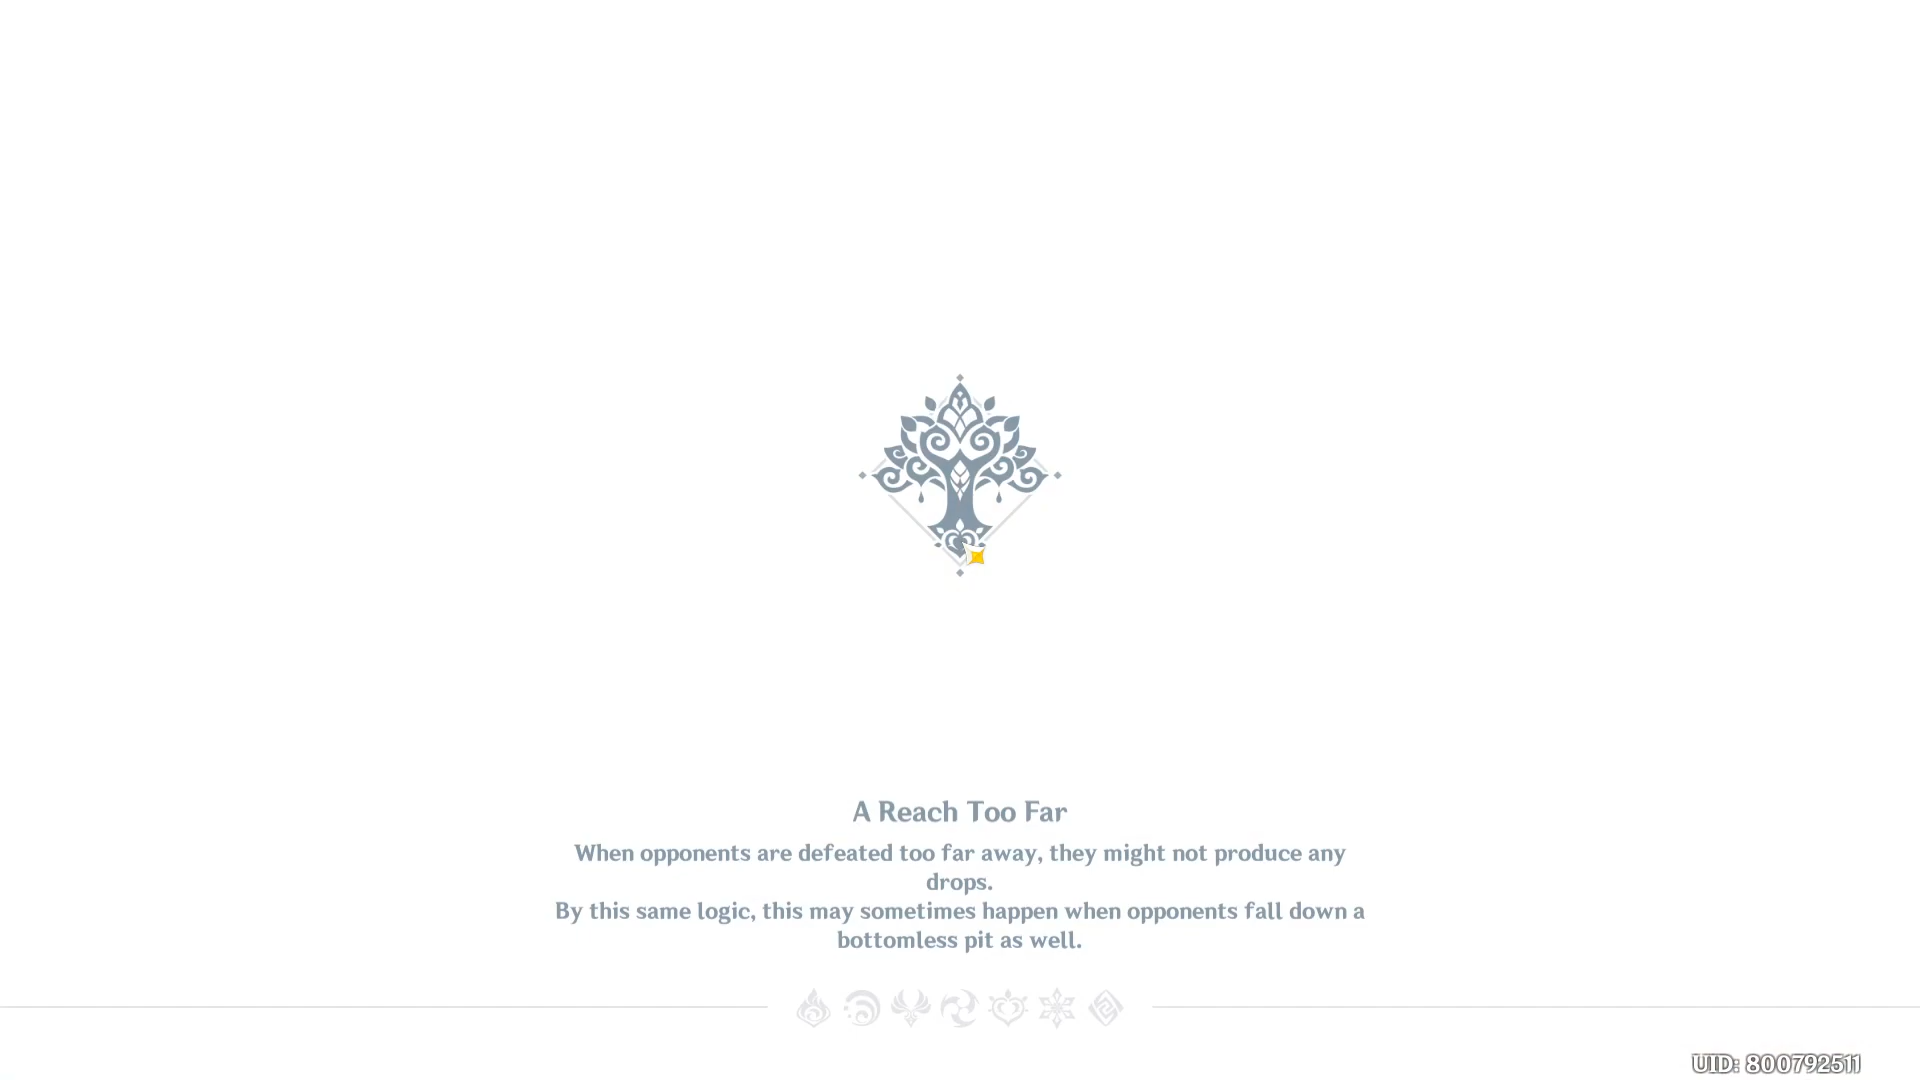 A Reach Too Far
When opponents are defeated too far away, they might not produce any
drops.
By this same logic, this may sometimes happen when opponents fall down a
bottomless pit as well.
UID: 800792511